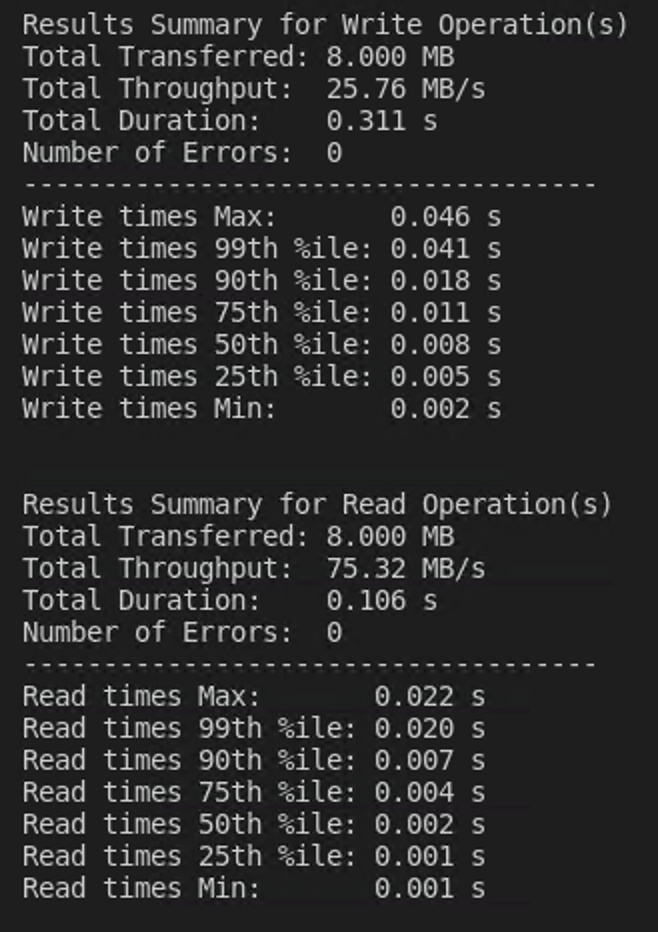 Results Summary for Write Operation(s)
Total Transferred: 8.000 MB
Total Throughput:  25.76 MB/s
Total Duration:    0.311 s
Number of Errors:  0
------------------------------------
Write times Max:       0.046 s
Write times 99th %ile: 0.041 s
Write times 90th %ile: 0.018 s
Write times 75th %ile: 0.011 s
Write times 50th %ile: 0.008 s
Write times 25th %ile: 0.005 s
Write times Min:       0.002 s

Results Summary for Read Operation(s)
Total Transferred: 8.000 MB
Total Throughput:  75.32 MB/s
Total Duration:    0.106 s
Number of Errors:  0
------------------------------------
Read times Max:       0.022 s
Read times 99th %ile: 0.020 s
Read times 90th %ile: 0.007 s
Read times 75th %ile: 0.004 s
Read times 50th %ile: 0.002 s
Read times 25th %ile: 0.001 s
Read times Min:       0.001 s